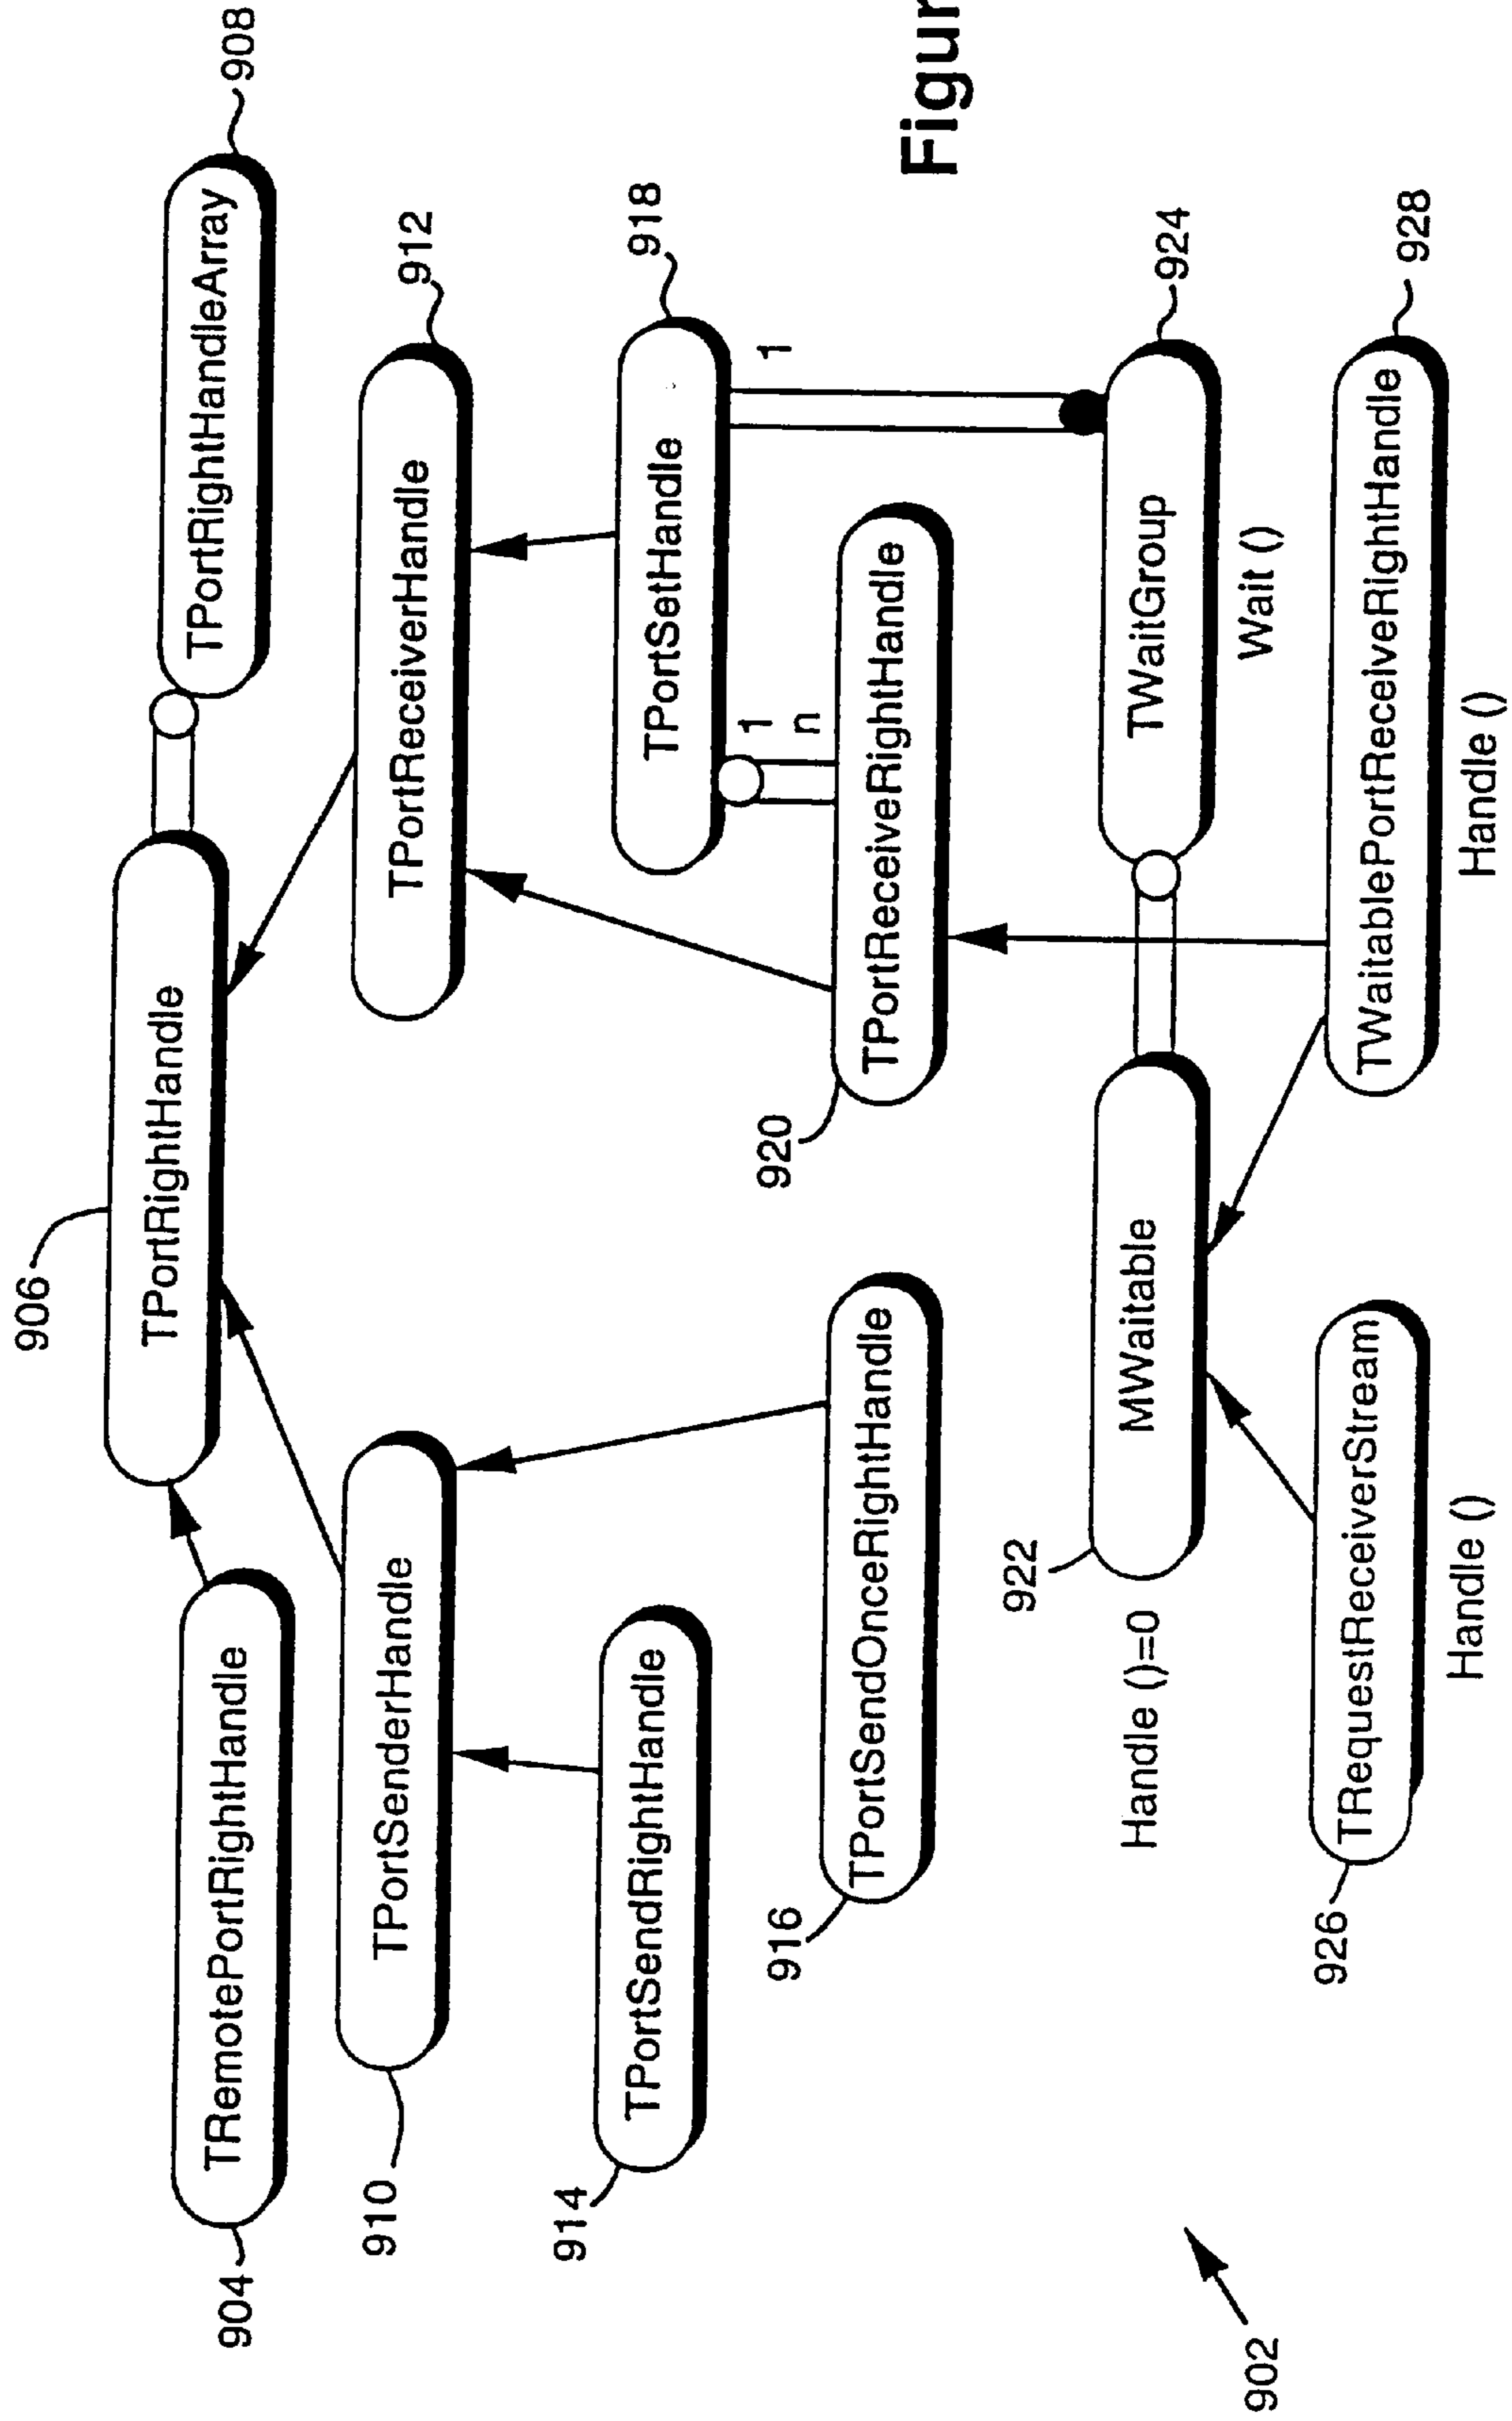 906
908
TPortRightHandle
TPortRightHandleArray
904
TRemotePortRightHandle
910
TPortSenderHandle
TPortReceiverHandle
912
914
TPortSendRightHandle
TPortSetHandle
918
1
n
1
916
TPortSendOnceRightHandle
920
TPortReceiveRightHandle
922
MWaitable
Handle ()=0
TWaitGroup
924
Wait ()
926
TRequestReceiverStream
Handle ()
TWaitablePortReceiveRightHandle
928
Handle ()
902
Figur